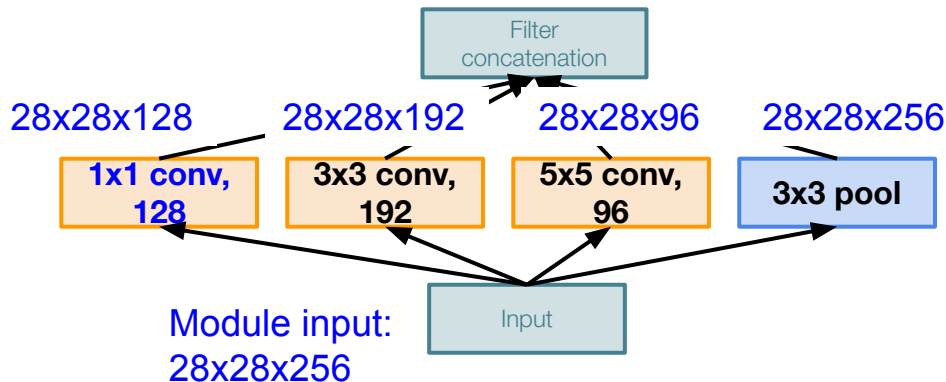 Filter
concatenation
28x28x128
28x28x192
28x28x96
28x28x256
1x1 conv,
128
3x3 conv,
192
5x5 conv,
96
3x3 pool
Input
Module input:
28x28x256